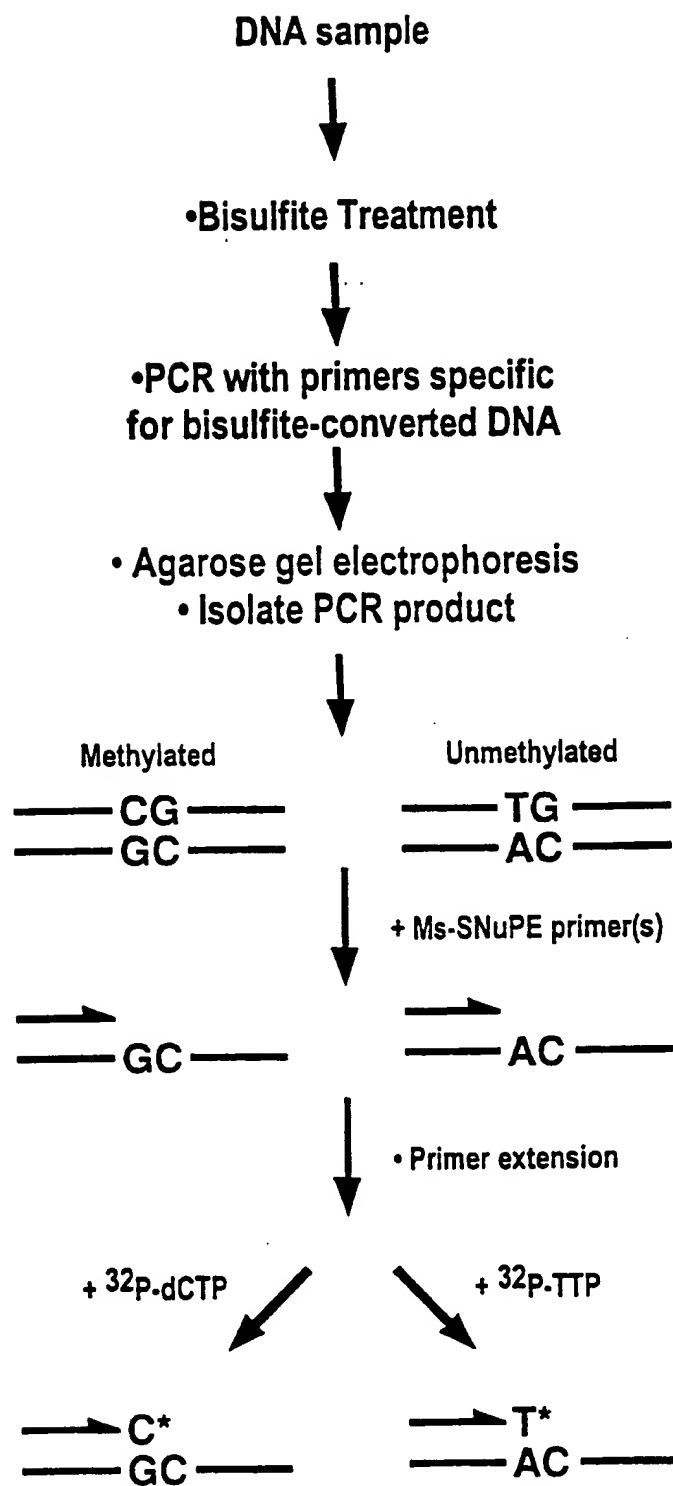 DNA sample
•Bisulfite Treatment
•PCR with primers specific
for bisulfite-converted DNA
• Agarose gel electrophoresis
• Isolate PCR product
Methylated Unmethylated
CG TG
GC AC
+ Ms-SNuPE primer(s)
GC AC
• Primer extension
+ ³²P-dCTP + ³²P-TTP
C* T*
GC AC